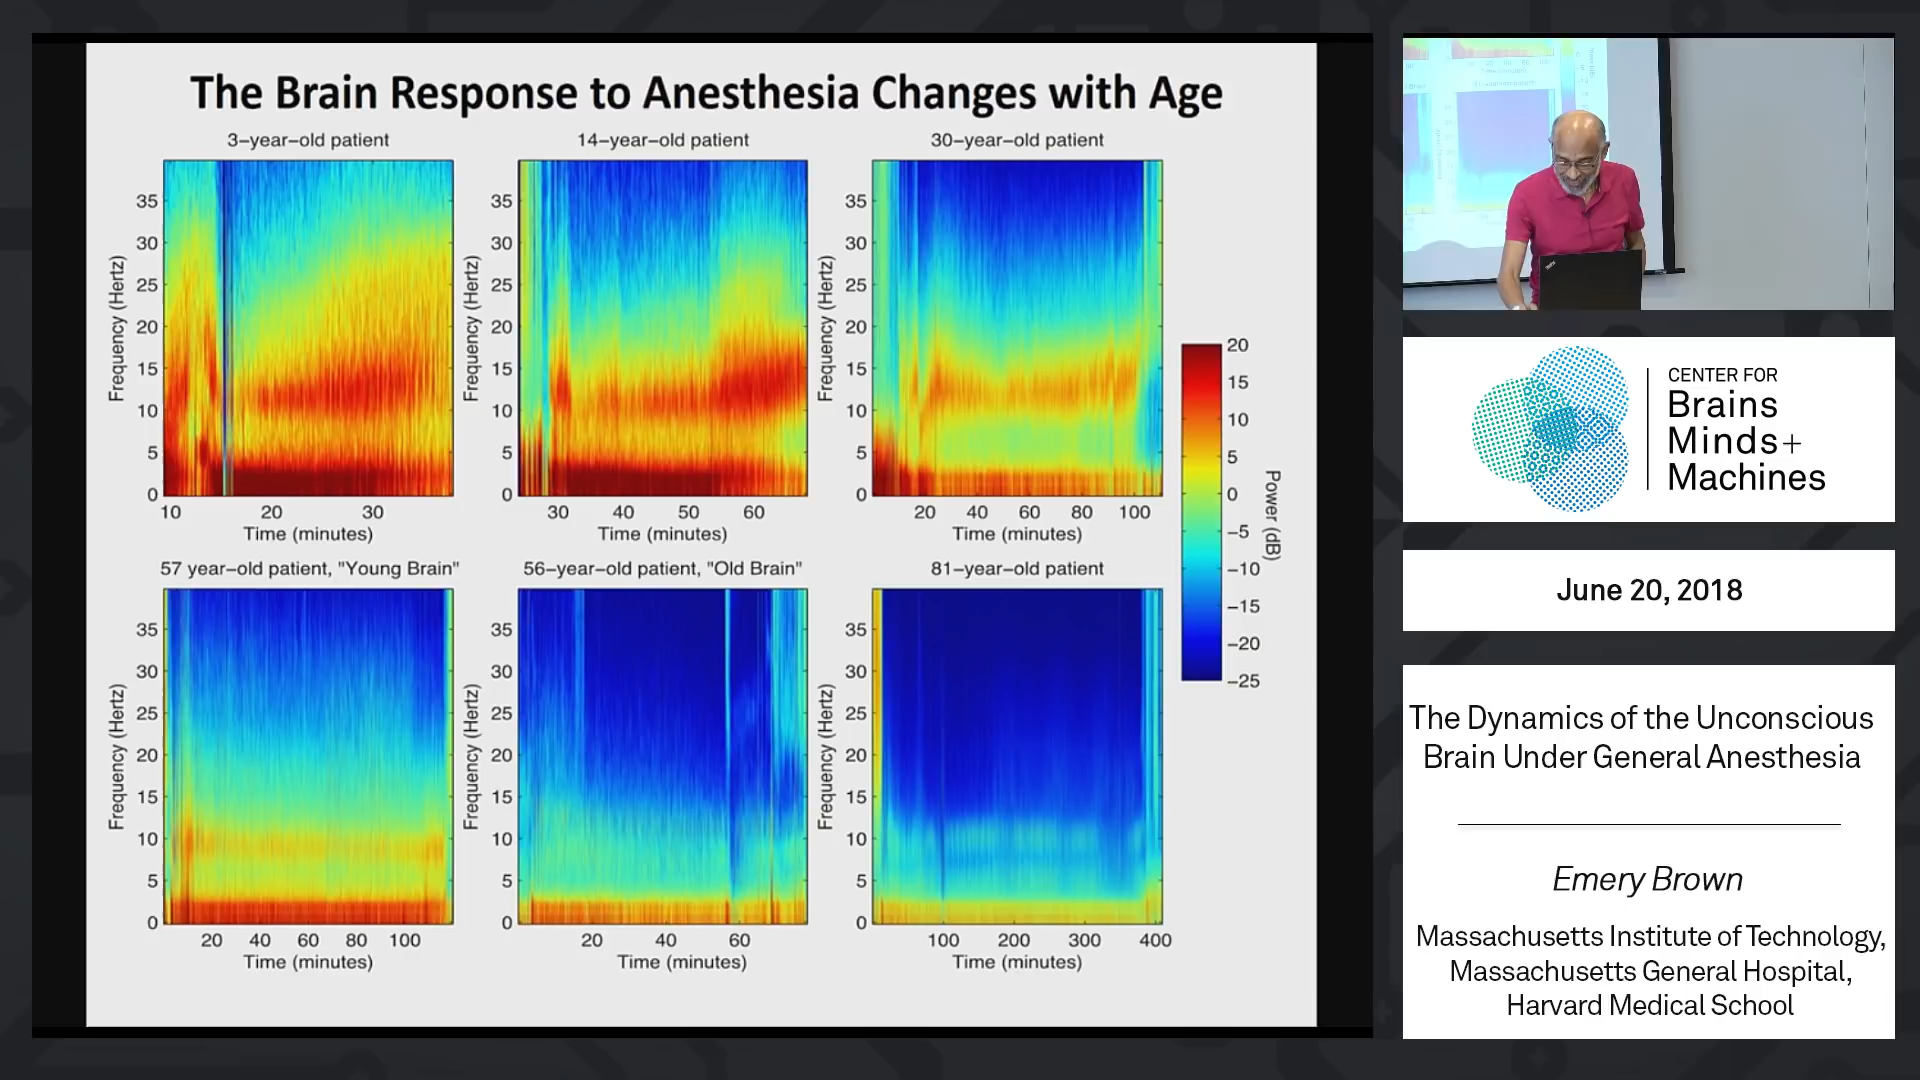 The Brain Response to Anesthesia Changes with Age
3−year−old patient
Frequency (Hertz)
35
30
25
20
15
10
5
0
10 20 30
Time (minutes)
14−year−old patient
Frequency (Hertz)
35
30
25
20
15
10
5
0
30 40 50 60
Time (minutes)
30−year−old patient
Frequency (Hertz)
35
30
25
20
15
10
5
0
20 40 60 80 100
Time (minutes)
20
15
10
5
0
−5
−10
−15
−20
−25
Power (dB)
57 year−old patient, "Young Brain"
Frequency (Hertz)
35
30
25
20
15
10
5
0
20 40 60 80 100
Time (minutes)
56−year−old patient, "Old Brain"
Frequency (Hertz)
35
30
25
20
15
10
5
0
20 40 60
Time (minutes)
81−year−old patient
Frequency (Hertz)
35
30
25
20
15
10
5
0
100 200 300 400
Time (minutes)
CENTER FOR
Brains
Minds+
Machines
June 20, 2018
The Dynamics of the Unconscious
Brain Under General Anesthesia
Emery Brown
Massachusetts Institute of Technology,
Massachusetts General Hospital,
Harvard Medical School